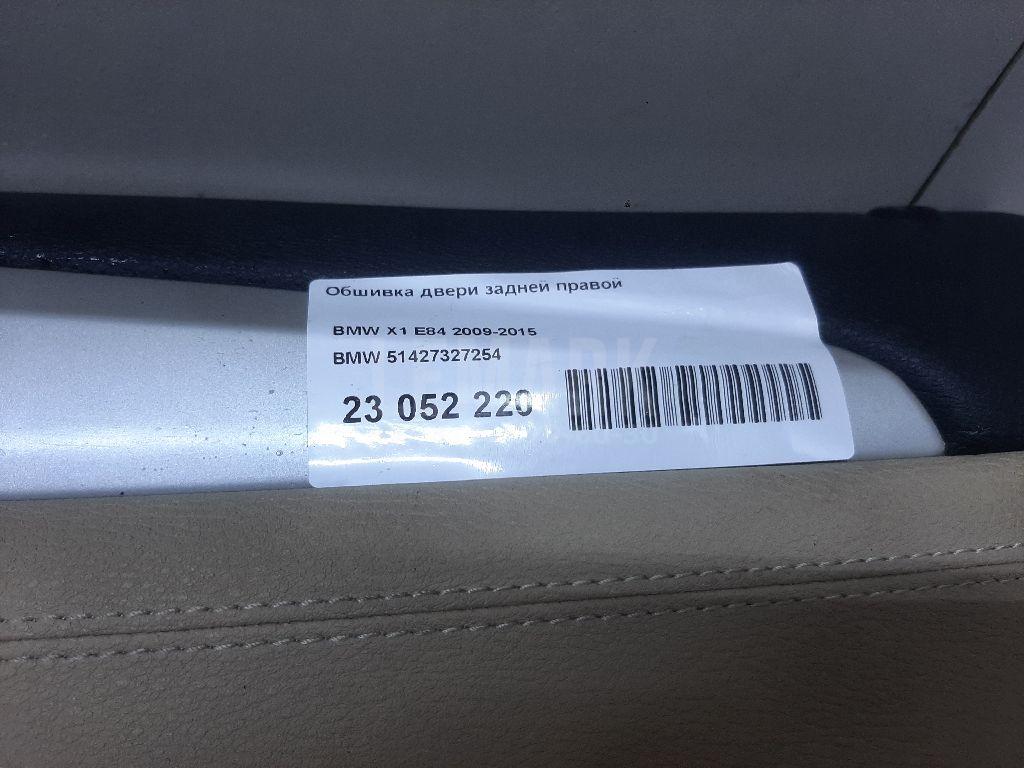 Обшивка двери задней правой
BMW X1 E84 2009-2015
BMW 51427327254
23 052 220